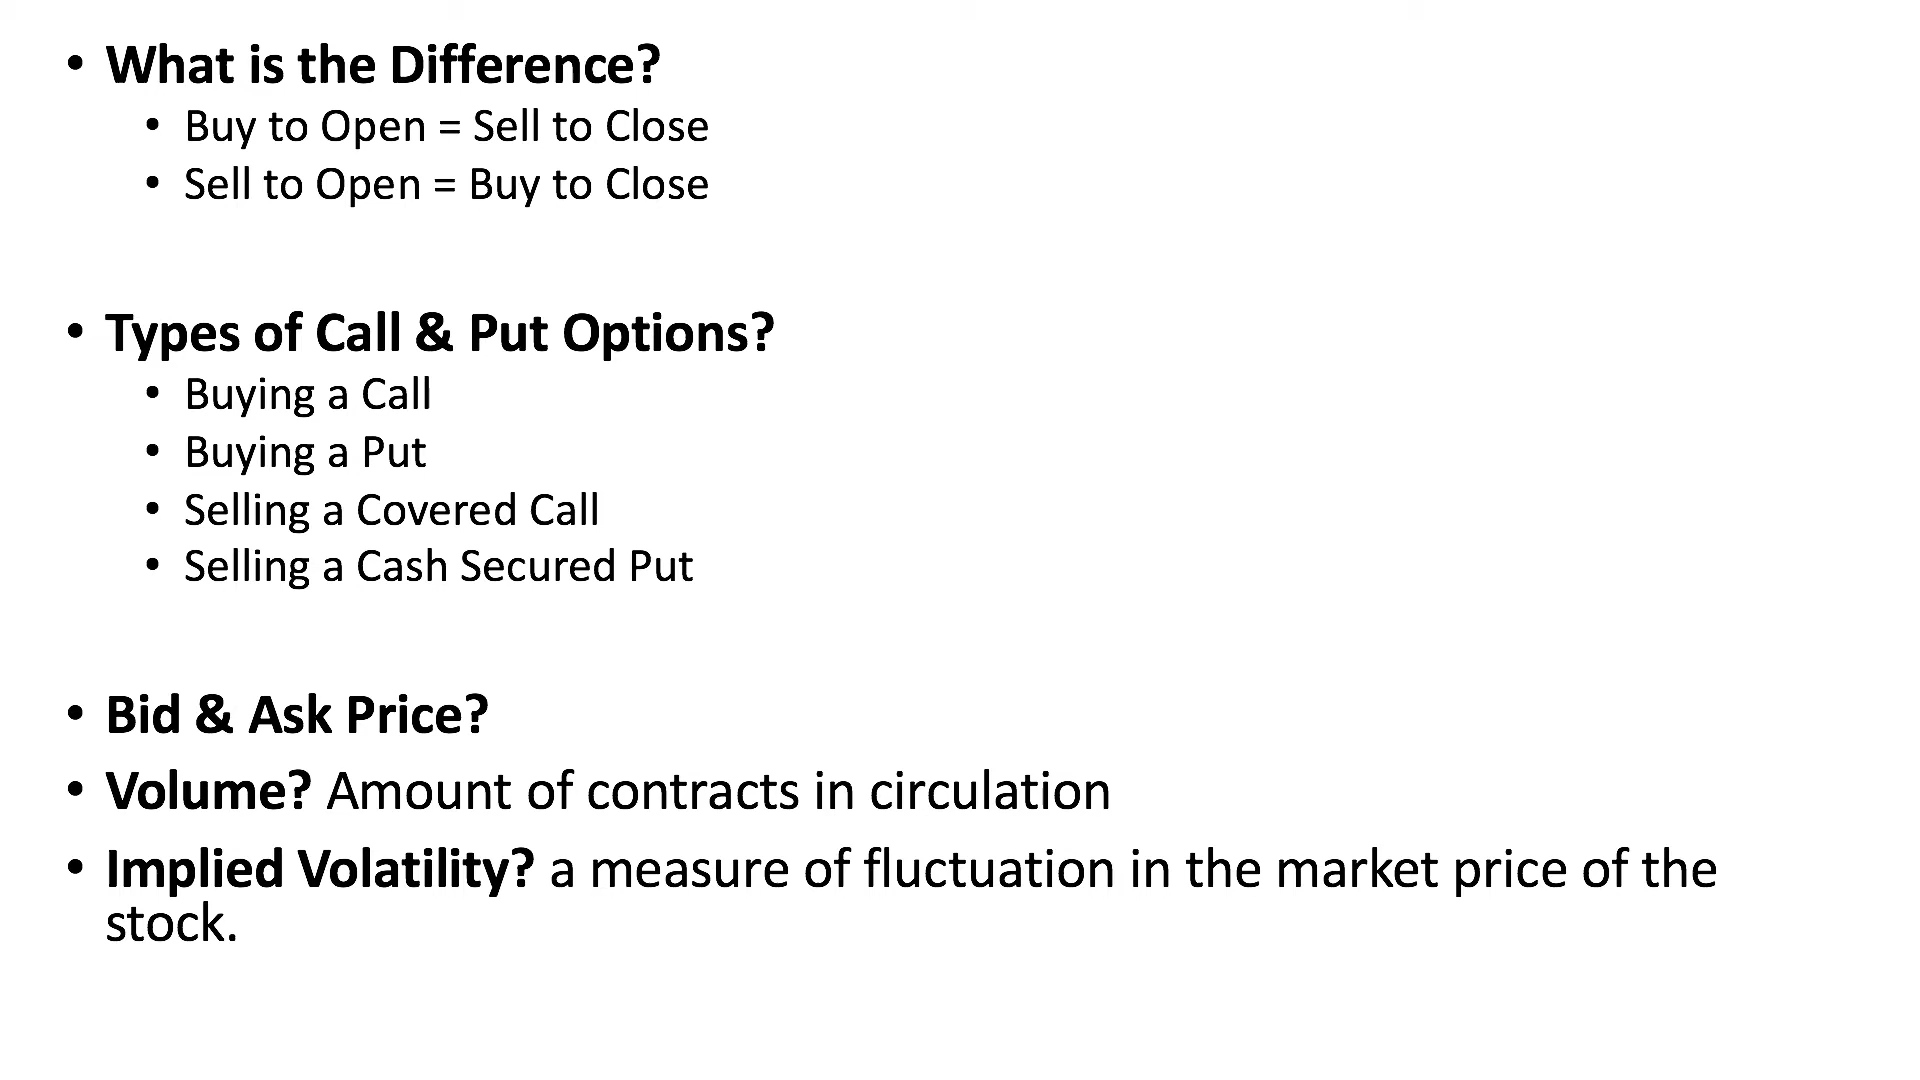 • What is the Difference?
• Buy to Open = Sell to Close
• Sell to Open = Buy to Close
• Types of Call & Put Options?
• Buying a Call
• Buying a Put
• Selling a Covered Call
• Selling a Cash Secured Put
• Bid & Ask Price?
• Volume? Amount of contracts in circulation
• Implied Volatility? a measure of fluctuation in the market price of the
stock.